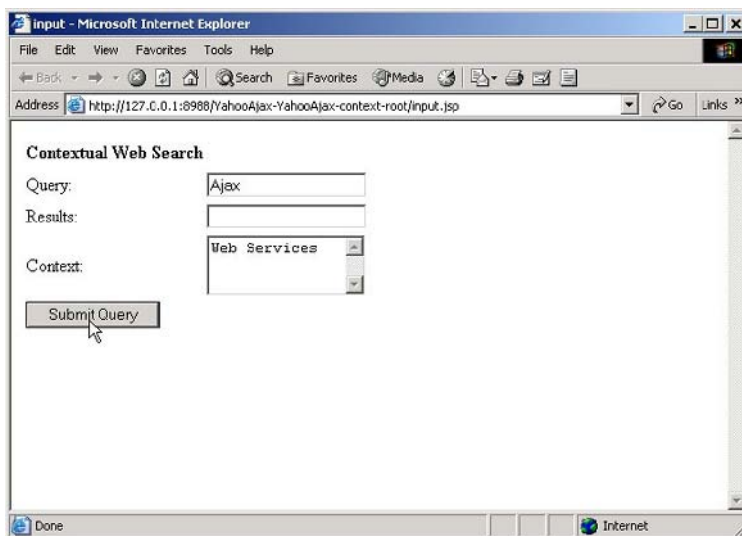 input - Microsoft Internet Explorer
File Edit View Favorites Tools Help
Back Search Favorites Media
Address http://127.0.0.1:8988/YahooAjax-YahooAjax-context-root/input.jsp Go Links »
Contextual Web Search
Query: Ajax
Results:
Context: Web Services
Submit Query
Done Internet